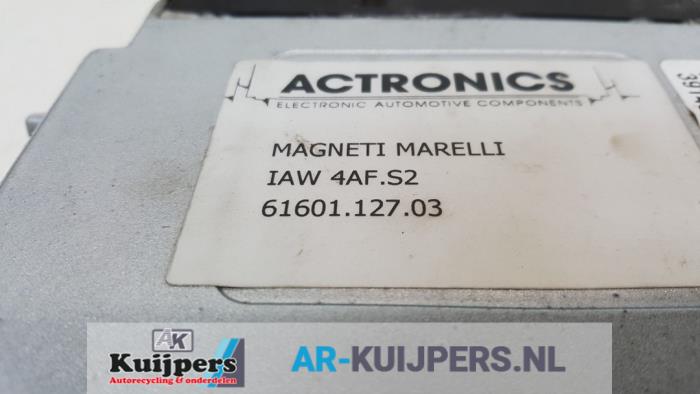 ACTRONICS
ELECTRONIC AUTOMOTIVE COMPONENTS
MAGNETI MARELLI
IAW 4AF.S2
61601.127.03
AK
Kuijpers
Autorecycling & onderdelen
AR-KUIJPERS.NL